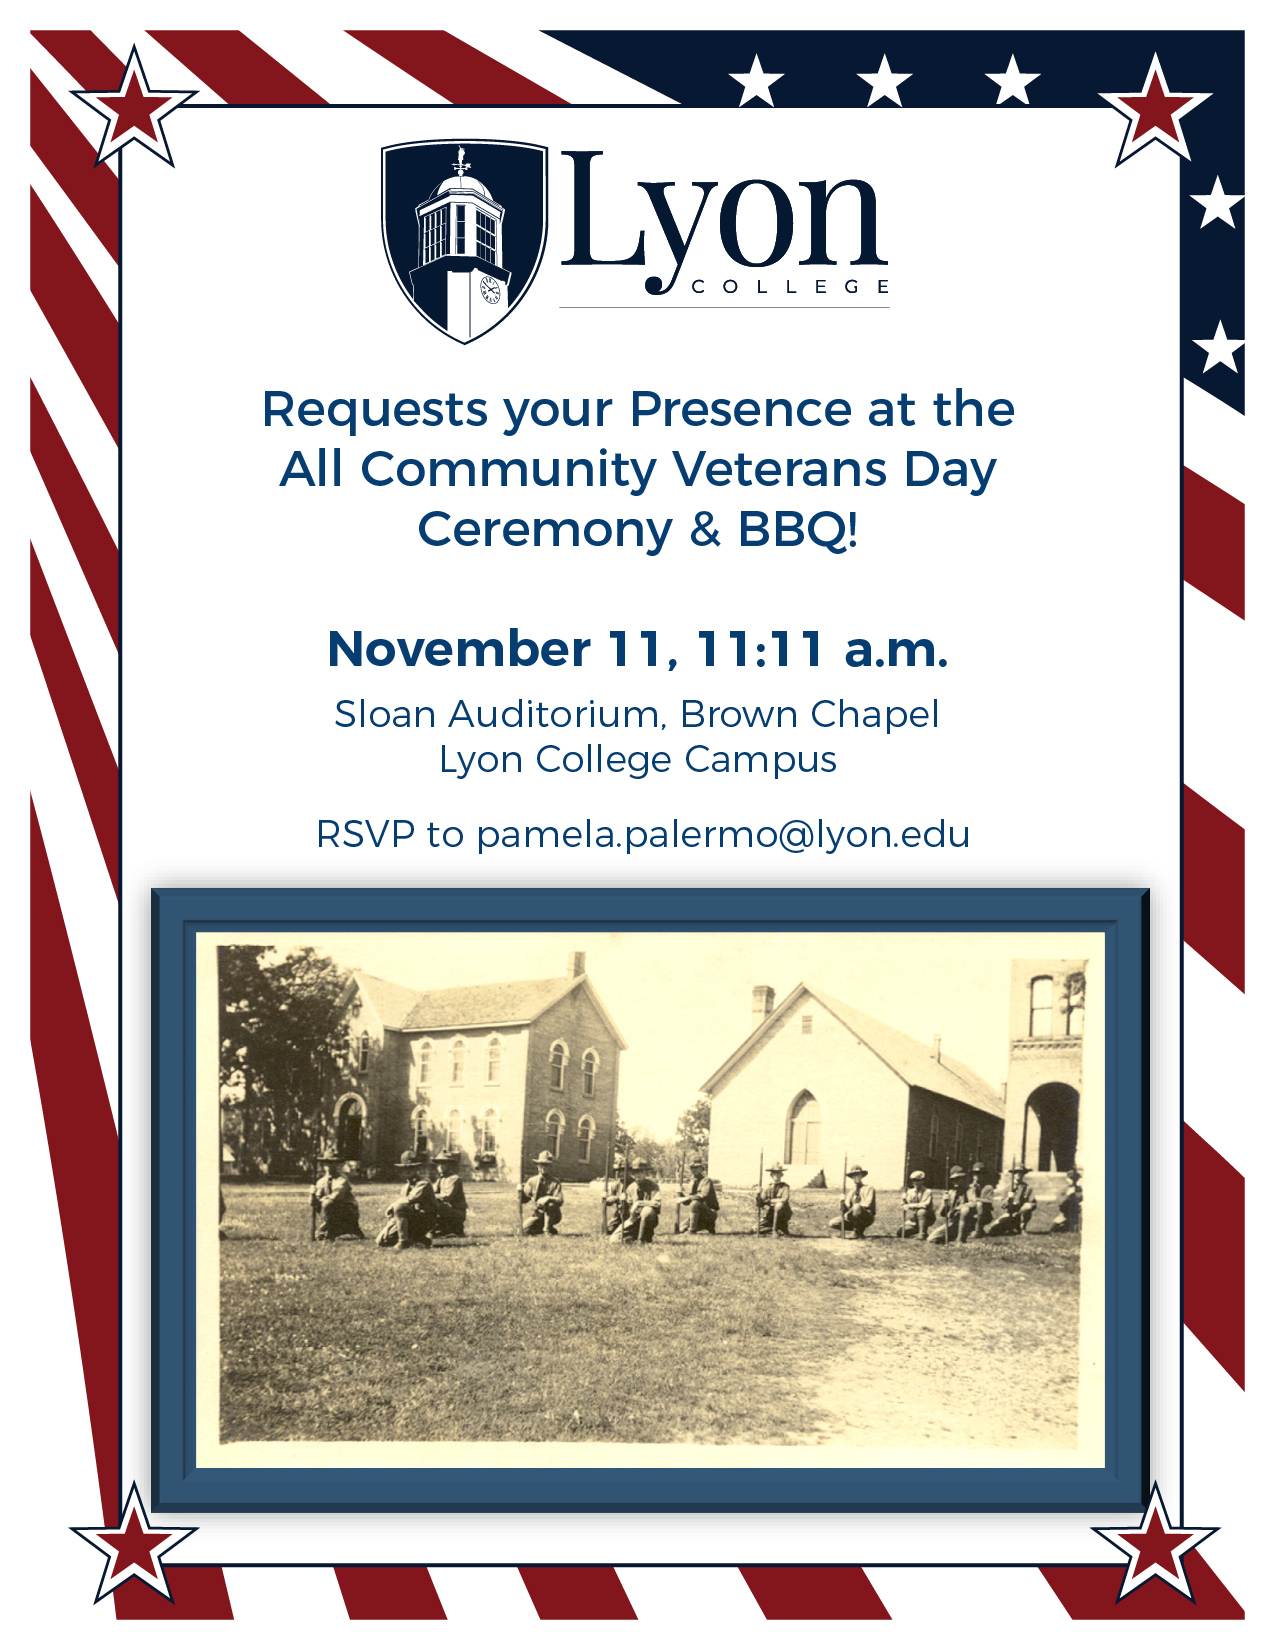 Lyon
COLLEGE
Requests your Presence at the
All Community Veterans Day
Ceremony & BBQ!
November 11, 11:11 a.m.
Sloan Auditorium, Brown Chapel
Lyon College Campus
RSVP to pamela.palermo@lyon.edu